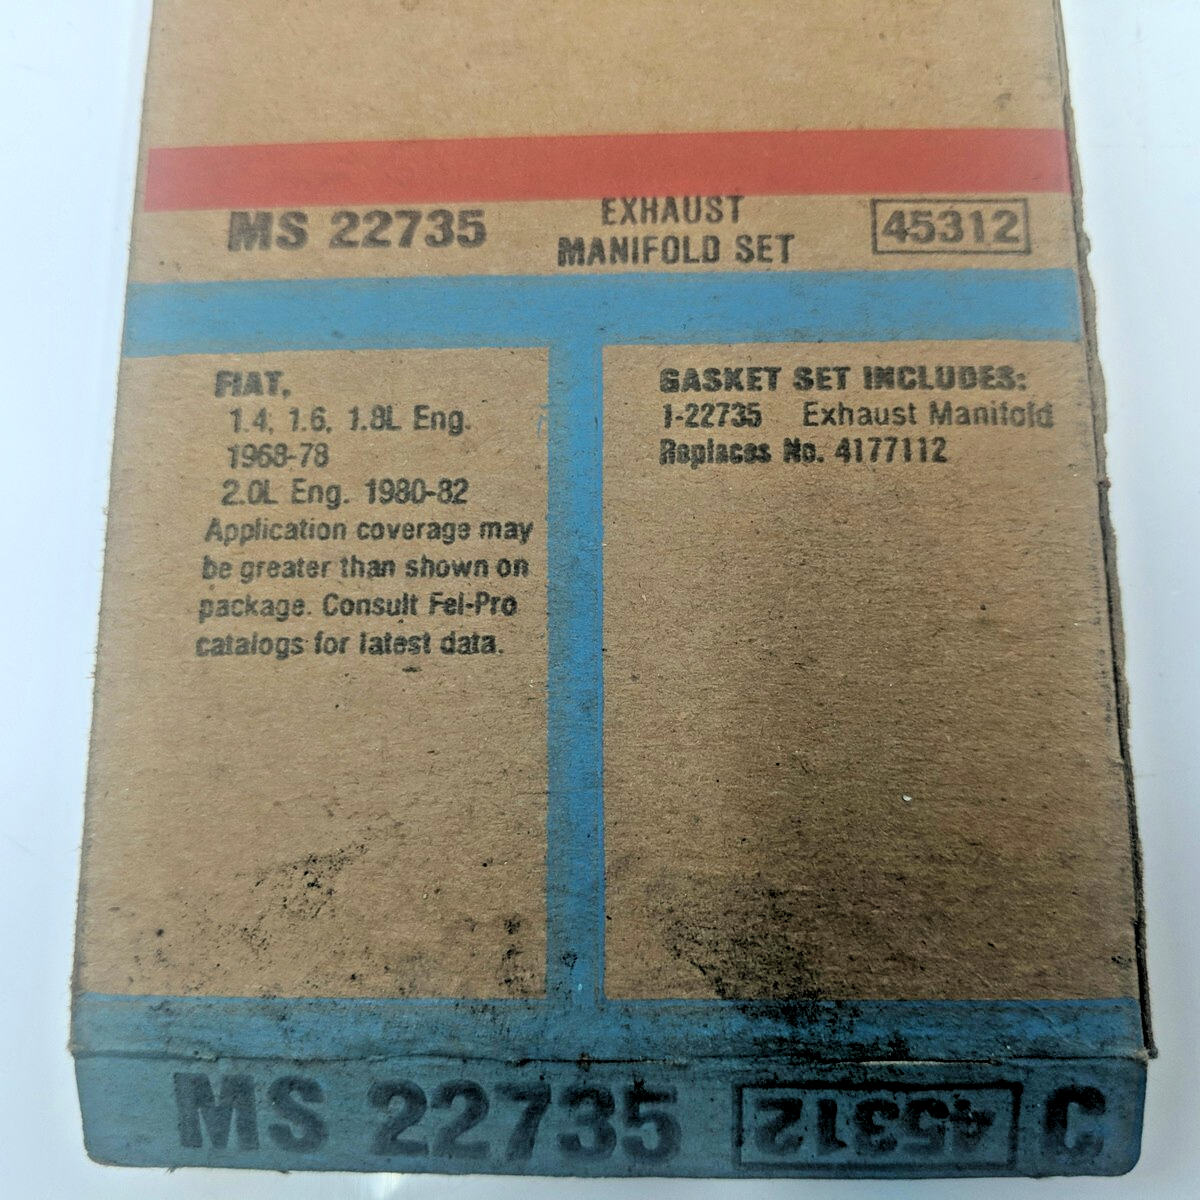 MS 22735
EXHAUST
MANIFOLD SET
45312
FIAT,
1.4, 1.6, 1.8L Eng.
1968-78
2.0L Eng. 1980-82
Application coverage may
be greater than shown on
package. Consult Fel-Pro
catalogs for latest data.
GASKET SET INCLUDES:
1-22735 Exhaust Manifold
Replaces No. 4177112
MS 22735 45312 C